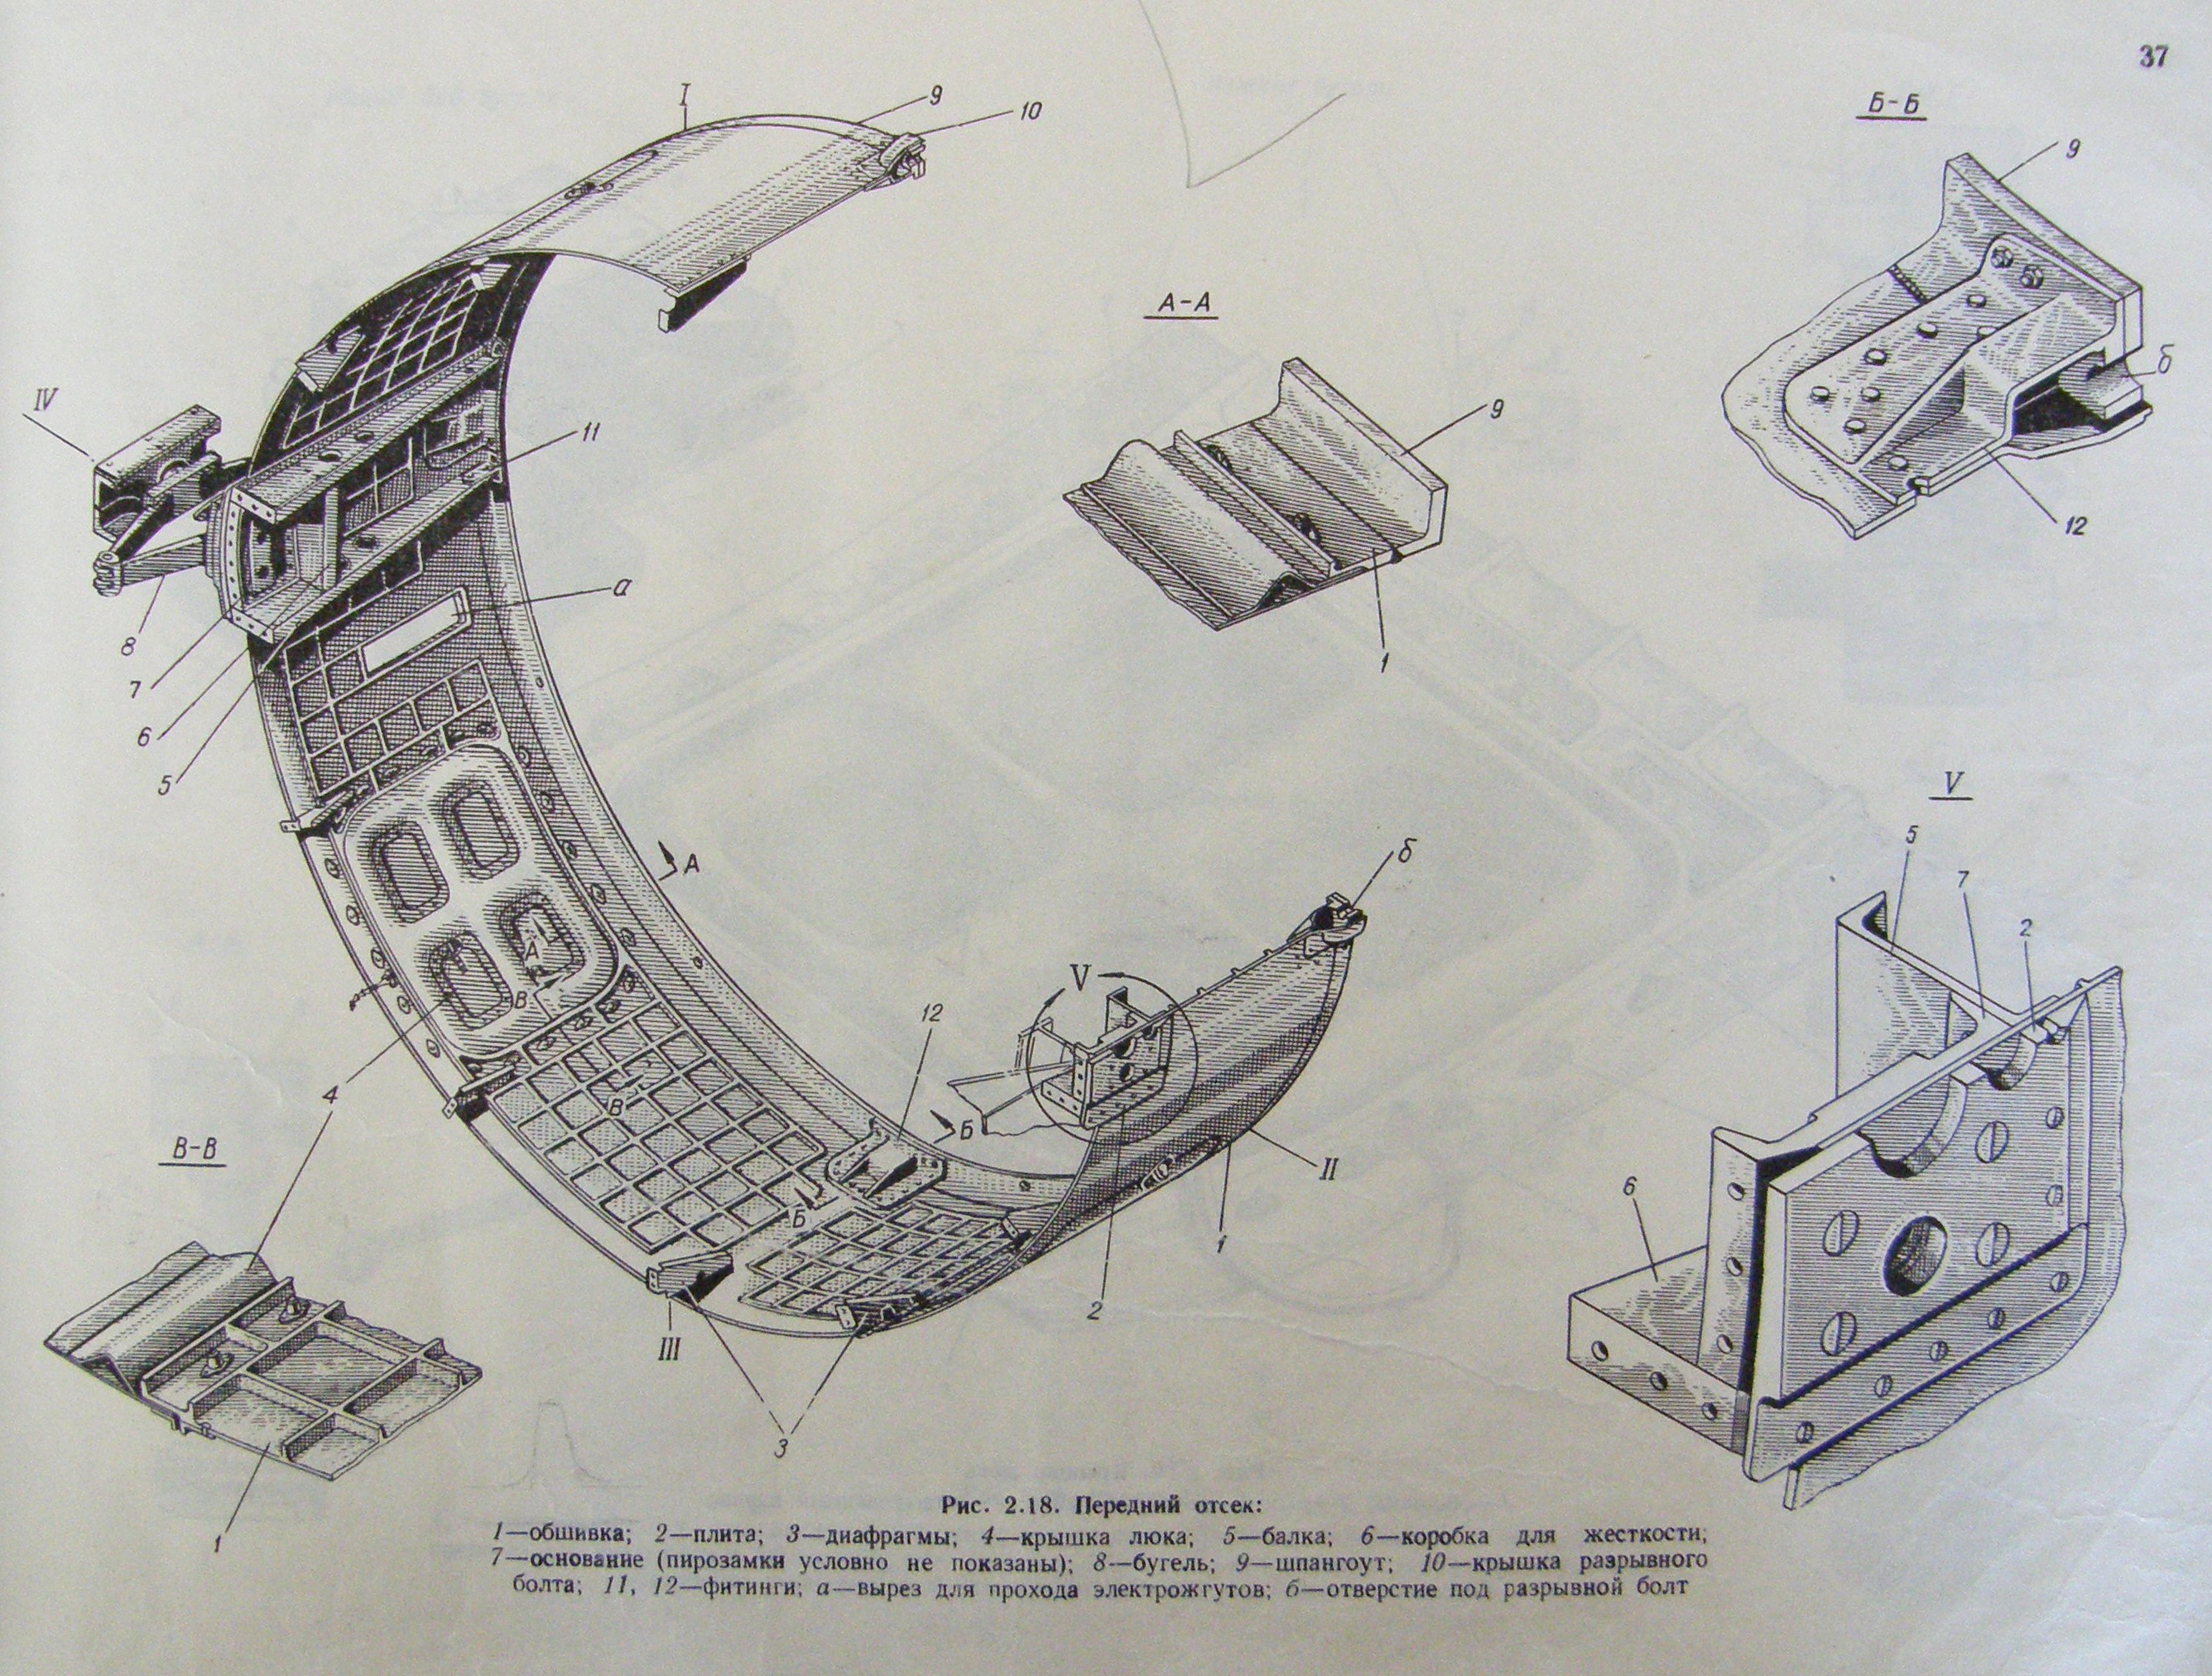 37
I
9
10
Б-Б
9
А-А
9
б
IV
11
12
а
8
7
1
6
5
V
5
А
б
7
2
V
А
В
12
4
В
Б
6
В-В
II
Б
1
2
III
3
1
Рис. 2.18. Передний отсек:
1—обшивка; 2—плита; 3—диафрагмы; 4—крышка люка; 5—балка; 6—коробка для жесткости;
7—основание (пирозамки условно не показаны); 8—бугель; 9—шпангоут; 10—крышка разрывного
болта; 11, 12—фитинги; а—вырез для прохода электрожгутов; б—отверстие под разрывной болт